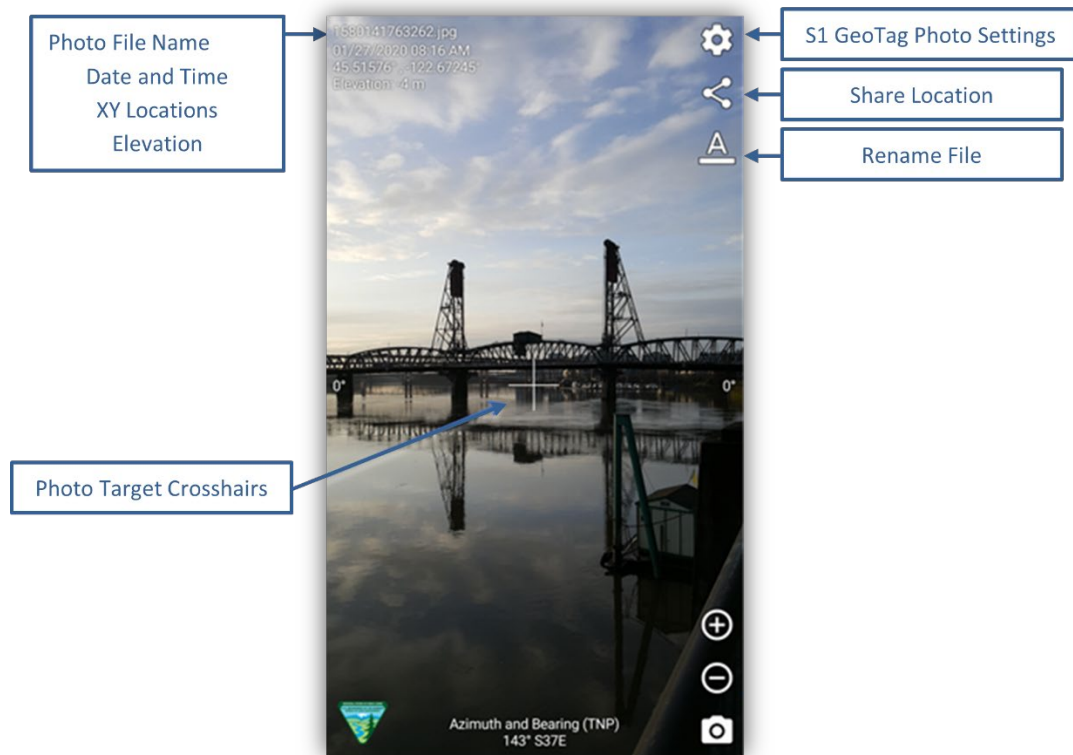 Photo File Name
Date and Time
XY Locations
Elevation
1580141763262.jpg
01/27/2020 08:16 AM
45.51576°, -122.67245°
Elevation: -4 m
S1 GeoTag Photo Settings
Share Location
A
Rename File
0°
0°
Photo Target Crosshairs
Azimuth and Bearing (TNP)
143° S37E